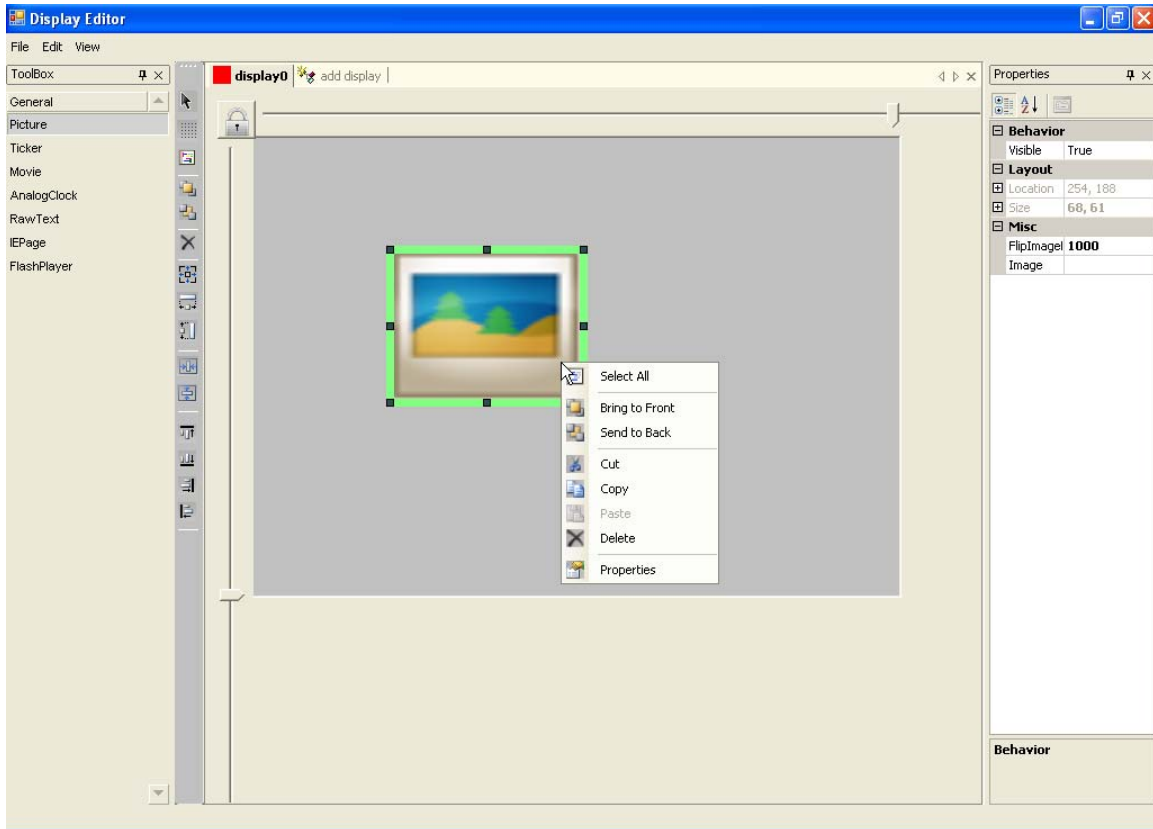 Display Editor
File Edit View
ToolBox
General
Picture
Ticker
Movie
AnalogClock
RawText
IEPage
FlashPlayer
display0 add display
Select All
Bring to Front
Send to Back
Cut
Copy
Paste
Delete
Properties
Properties
Behavior
Visible True
Layout
Location 254, 188
Size 68, 61
Misc
FlipImageI 1000
Image
Behavior